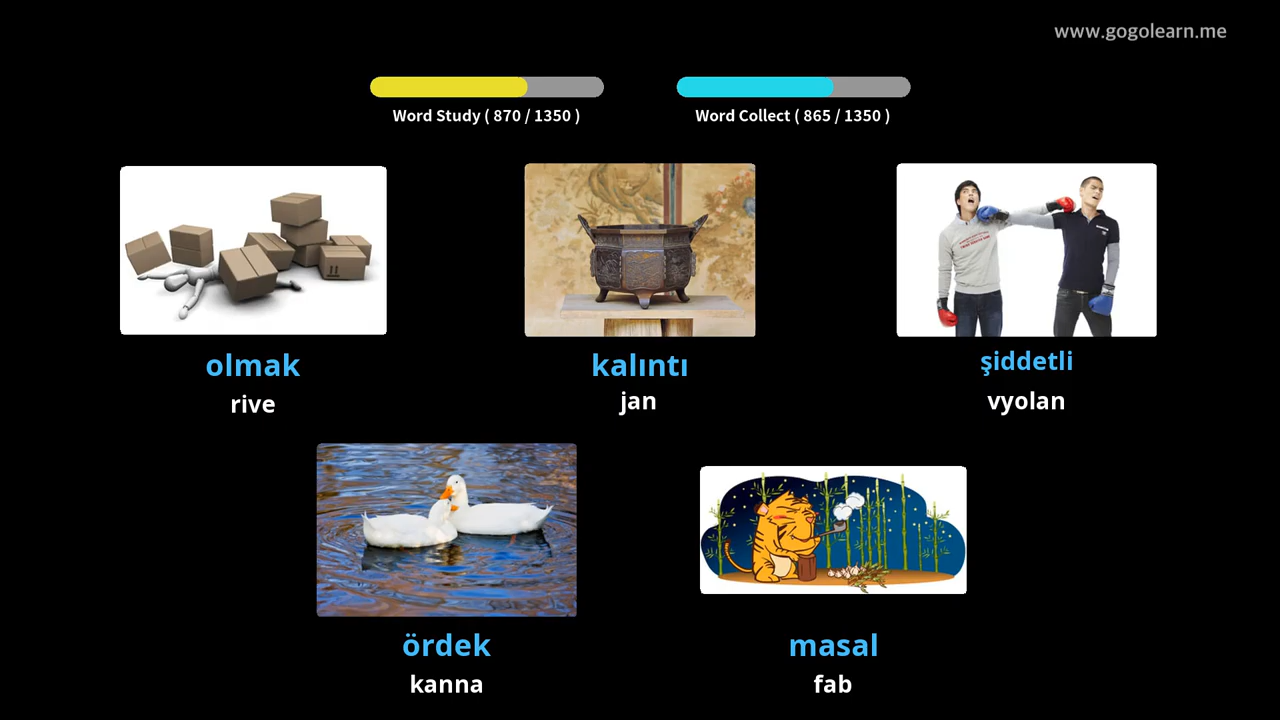 www.gogolearn.me
Word Study ( 870 / 1350 )
Word Collect ( 865 / 1350 )
olmak
rive
kalıntı
jan
şiddetli
vyolan
ördek
kanna
masal
fab